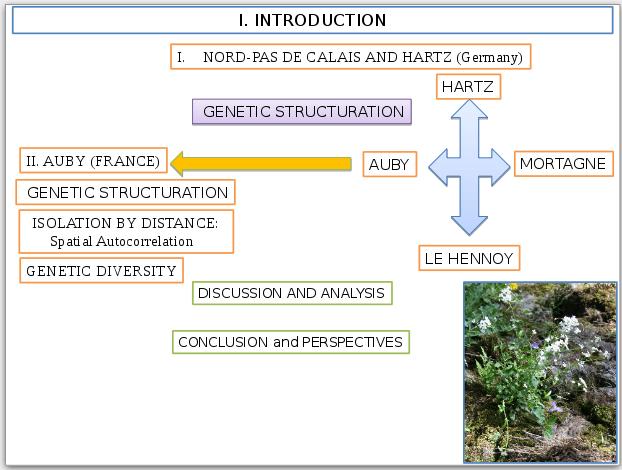 I. INTRODUCTION
I. NORD-PAS DE CALAIS AND HARTZ (Germany)
HARTZ
GENETIC STRUCTURATION
II. AUBY (FRANCE)
AUBY
MORTAGNE
GENETIC STRUCTURATION
ISOLATION BY DISTANCE:
Spatial Autocorrelation
LE HENNOY
GENETIC DIVERSITY
DISCUSSION AND ANALYSIS
CONCLUSION and PERSPECTIVES